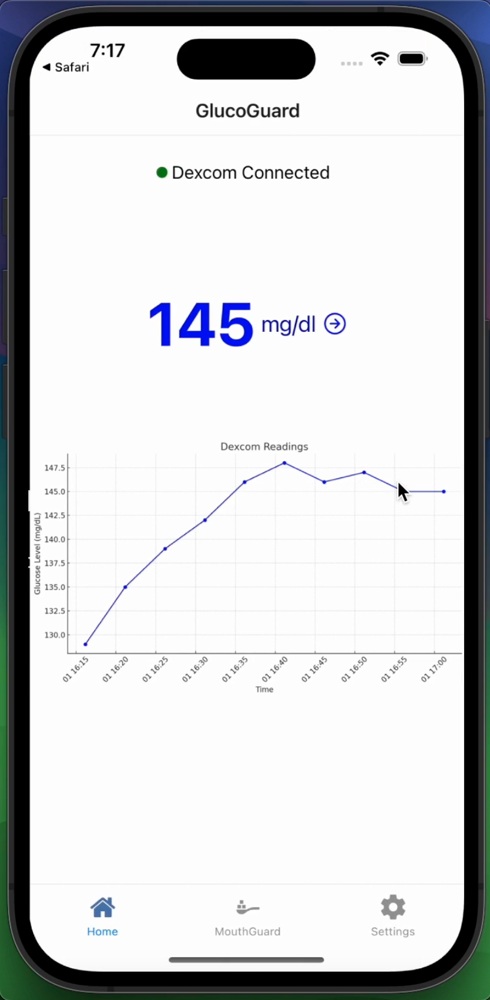 7:17
◀ Safari
GlucoGuard
Dexcom Connected
145 mg/dl
Dexcom Readings
147.5
145.0
142.5
140.0
137.5
135.0
132.5
130.0
Glucose Level (mg/dL)
01 16:15
01 16:20
01 16:25
01 16:30
01 16:35
01 16:40
01 16:45
01 16:50
01 16:55
01 17:00
Time
Home
MouthGuard
Settings